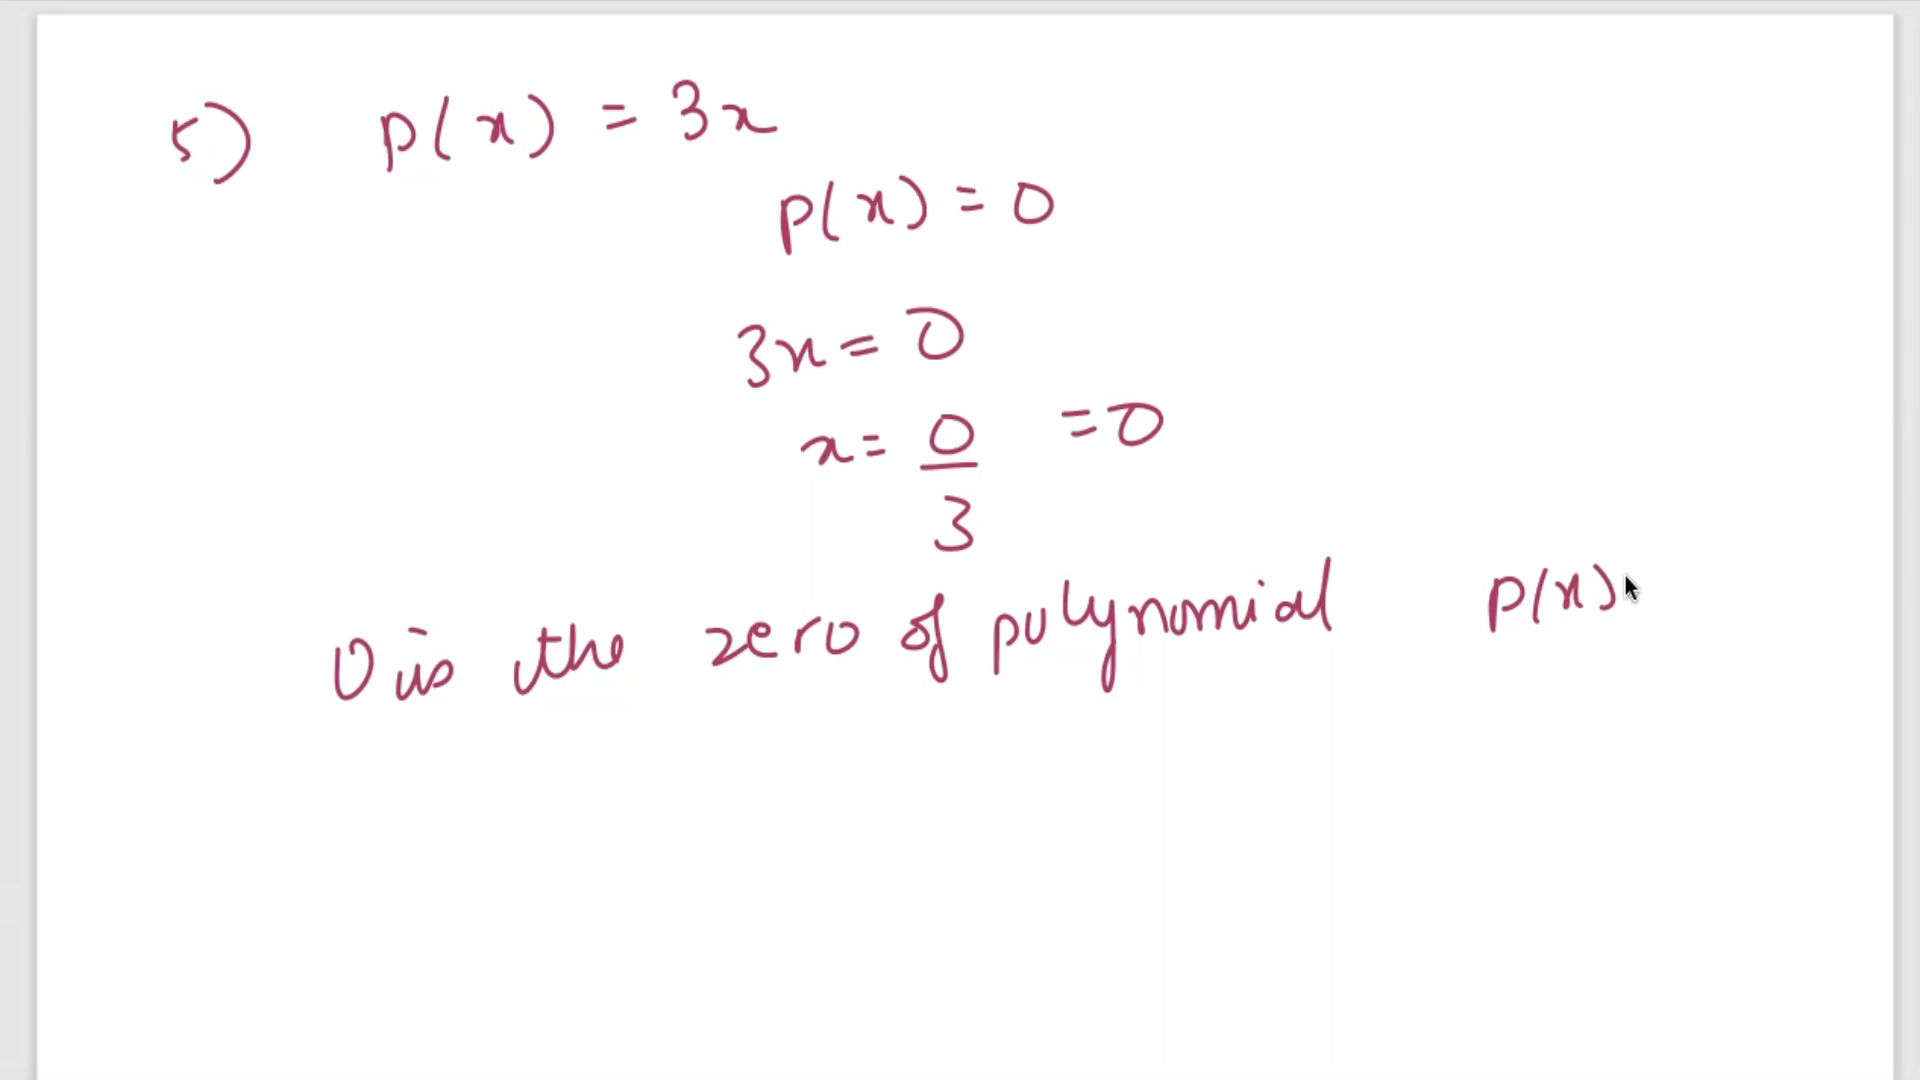 5) p(x) = 3x
p(x) = 0
3x = 0
x = 0/3 = 0
0 is the zero of polynomial p(x)